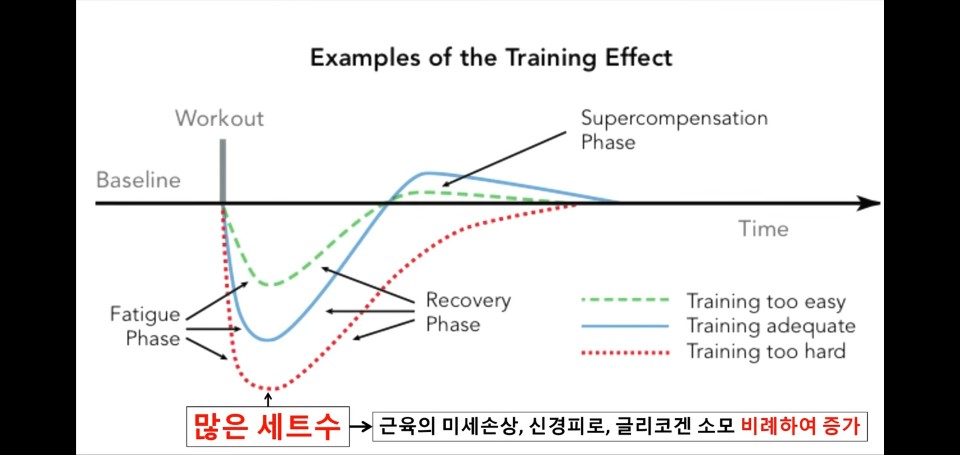 Examples of the Training Effect
Workout
Supercompensation
Phase
Baseline
Time
Fatigue
Phase
Recovery
Phase
Training too easy
Training adequate
Training too hard
많은 세트수
근육의 미세손상, 신경피로, 글리코겐 소모 비례하여 증가